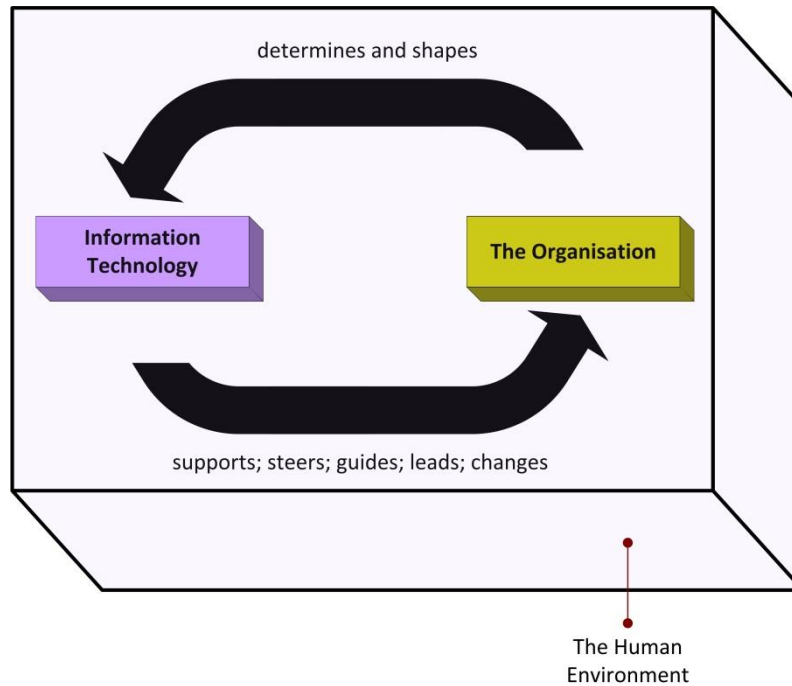 determines and shapes
Information
Technology
The Organisation
supports; steers; guides; leads; changes
The Human
Environment